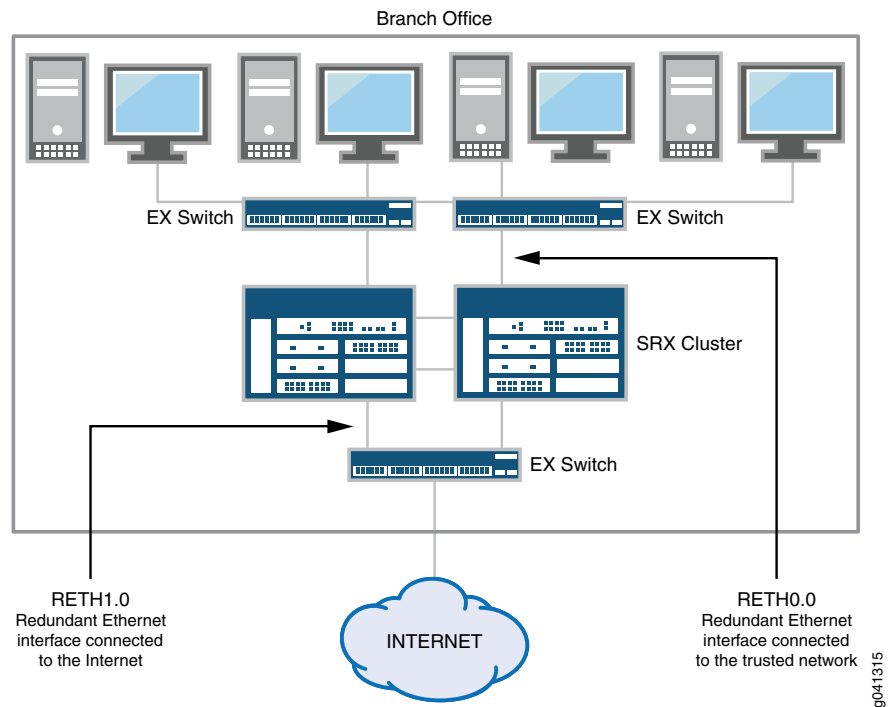 Branch Office
EX Switch
EX Switch
SRX Cluster
EX Switch
RETH1.0
Redundant Ethernet
interface connected
to the Internet
INTERNET
RETH0.0
Redundant Ethernet
interface connected
to the trusted network
g041315